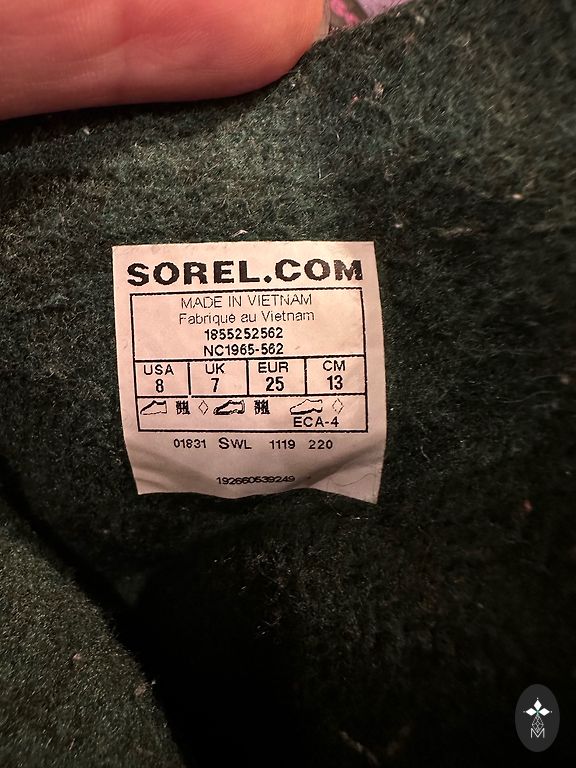 SOREL.COM
MADE IN VIETNAM
Fabriqué au Vietnam
1855252562
NC1965-562
USA UK EUR CM
8 7 25 13
ECA-4
01831 SWL 1119 220
192660539249
M